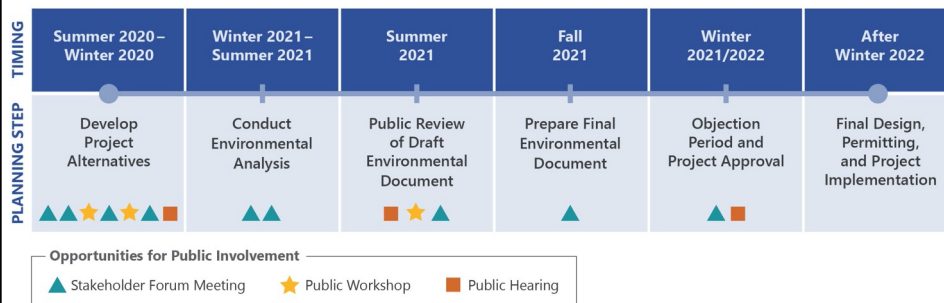 TIMING
Summer 2020–
Winter 2020
Winter 2021–
Summer 2021
Summer
2021
Fall
2021
Winter
2021/2022
After
Winter 2022
PLANNING STEP
Develop
Project
Alternatives
Conduct
Environmental
Analysis
Public Review
of Draft
Environmental
Document
Prepare Final
Environmental
Document
Objection
Period and
Project Approval
Final Design,
Permitting,
and Project
Implementation
Opportunities for Public Involvement
Stakeholder Forum Meeting
Public Workshop
Public Hearing